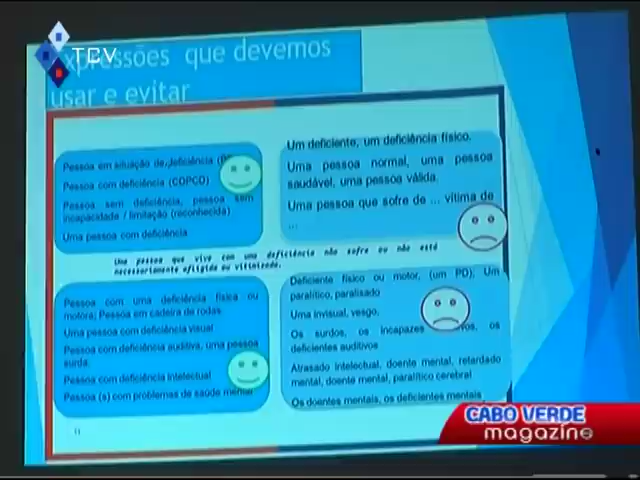 TCV
Expressões que devemos
usar e evitar
Pessoa em situação de deficiência
Pessoa com deficiência (COPCO)
Pessoa sem deficiência, pessoa sem
incapacidade / limitação (reconhecida)
Uma pessoa com deficiência
Um deficiente, um deficiência físico.
Uma pessoa normal, uma pessoa
saudável, uma pessoa válida.
Uma pessoa que sofre de ... vitima de
...
Uma pessoa que vive com uma deficiência não sofre ou não está
necessariamente afligida ou vitimizada.
Pessoa com uma deficiência física ou
motora; Pessoa em cadeira de rodas
Uma pessoa com deficiência visual
Pessoa com deficiência auditiva, uma pessoa
surda.
Pessoa com deficiência intelectual
Pessoa (s) com problemas de saúde mental
Deficiente físico ou motor, (um PD), Um
paralítico, paralisado
Uma invisual, vesgo.
Os surdos, os incapazes os
deficientes auditivos
Atrasado intelectual, doente mental, retardado
mental, doente mental, paralítico cerebral
Os doentes mentais, os deficientes mentais
11
CABO VERDE
magazine